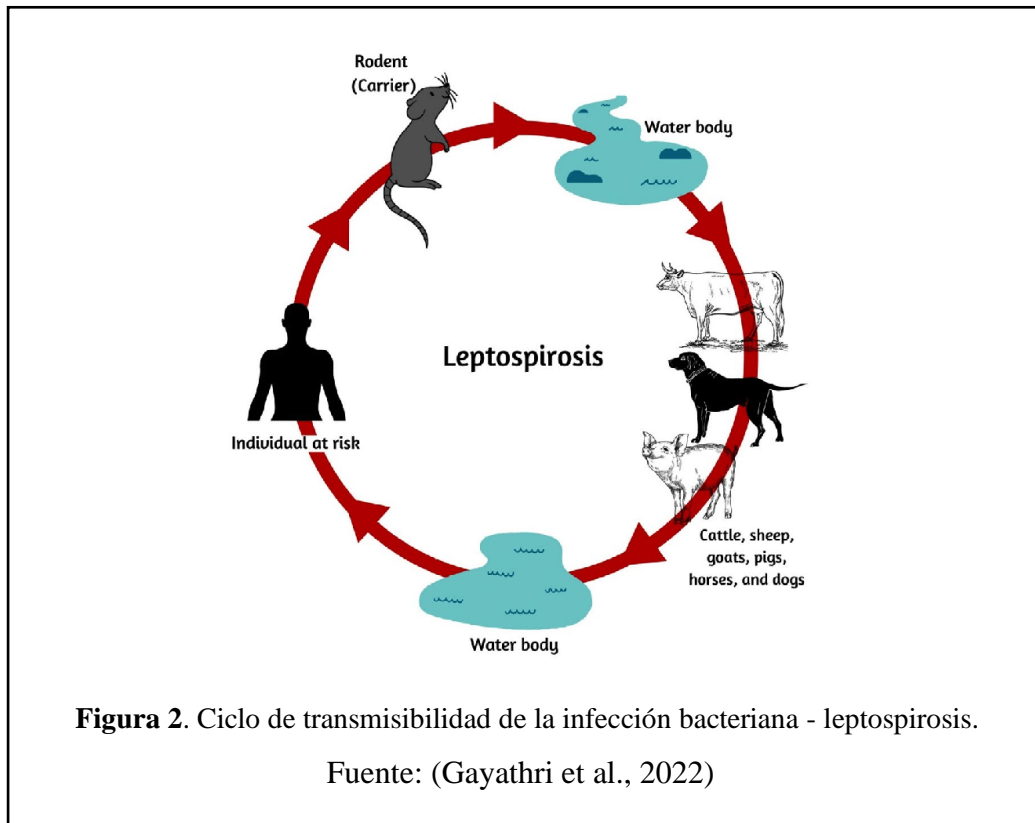 Rodent
(Carrier)
Water body
Leptospirosis
Individual at risk
Cattle, sheep,
goats, pigs,
horses, and dogs
Water body
Figura 2. Ciclo de transmisibilidad de la infección bacteriana - leptospirosis.
Fuente: (Gayathri et al., 2022)